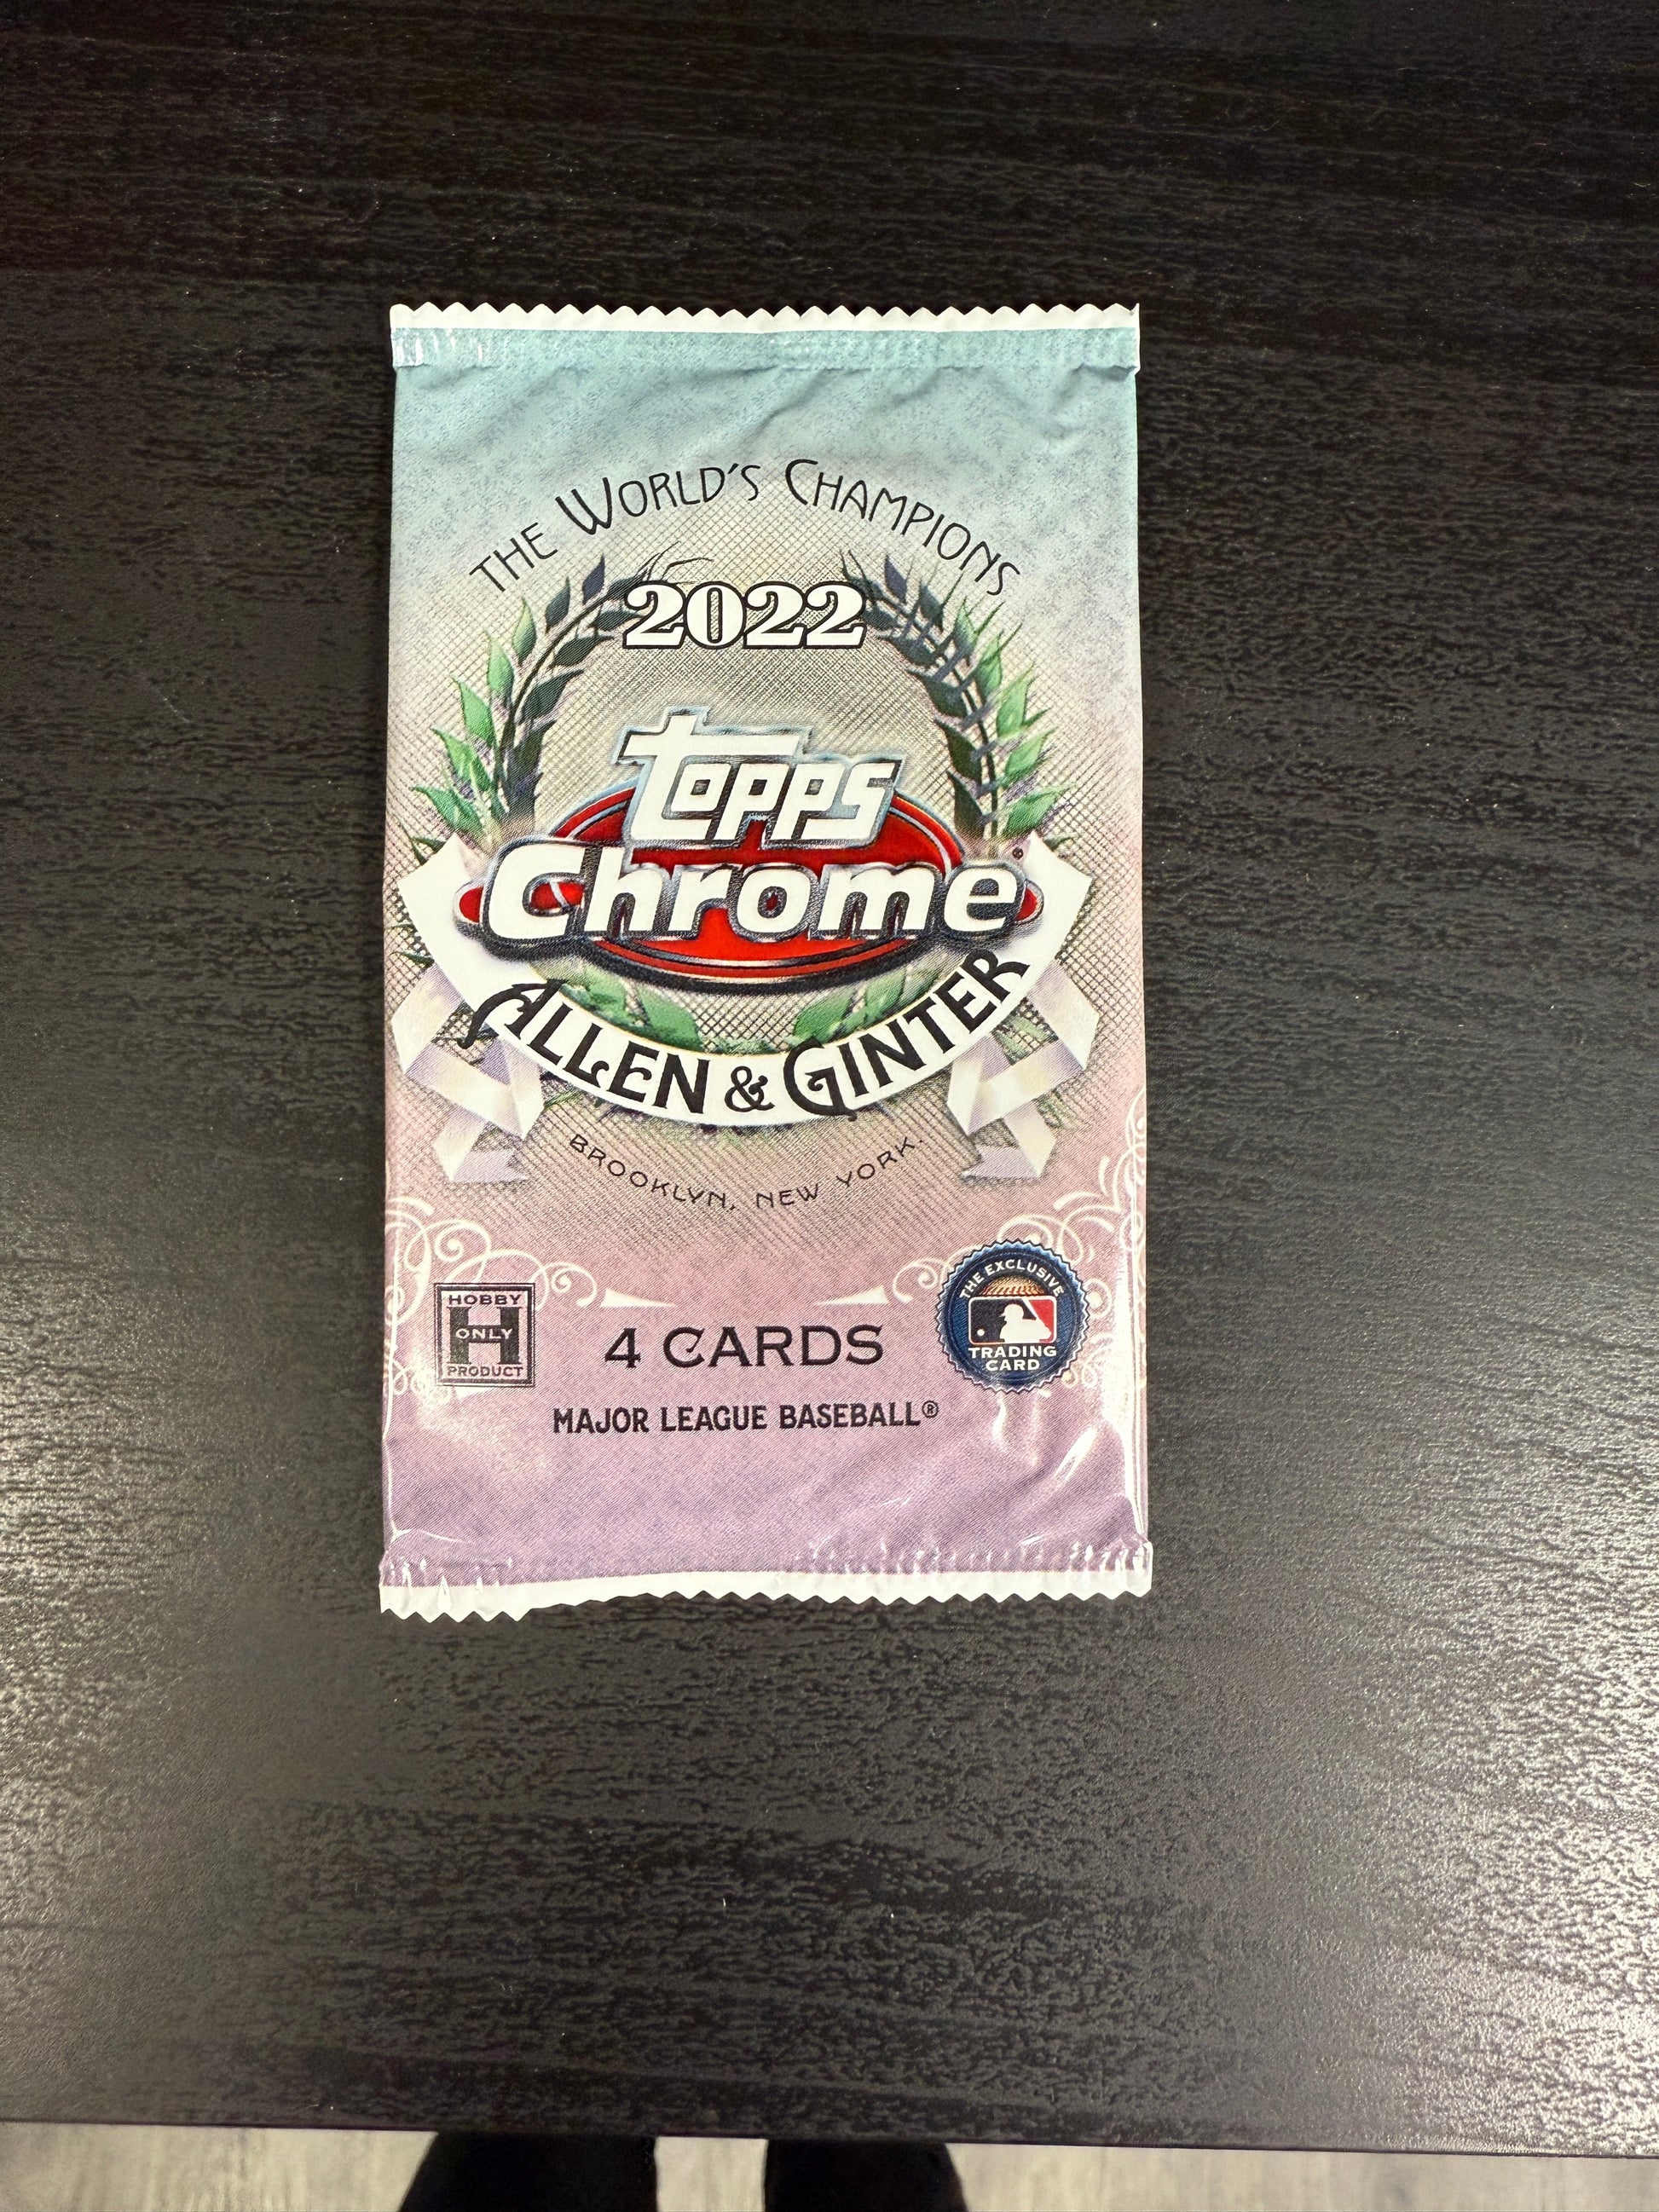 THE WORLD'S CHAMPIONS
2022
topps
Chrome
®
ALLEN & GINTER
BROOKLYN, NEW YORK.
HOBBY
H
ONLY
PRODUCT
4 CARDS
THE EXCLUSIVE
TRADING
CARD
MAJOR LEAGUE BASEBALL®